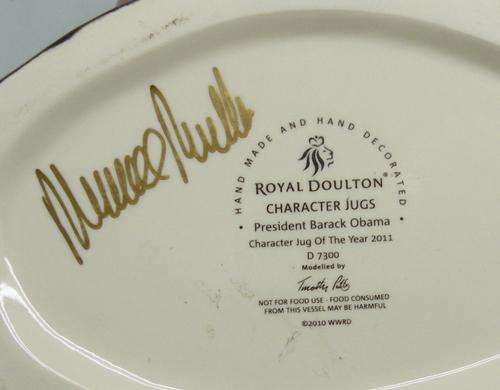 HAND MADE AND HAND DECORATED
ROYAL DOULTON®
CHARACTER JUGS
• President Barack Obama •
Character Jug Of The Year 2011
D 7300
Modelled by
NOT FOR FOOD USE · FOOD CONSUMED
FROM THIS VESSEL MAY BE HARMFUL
©2010 WWRD